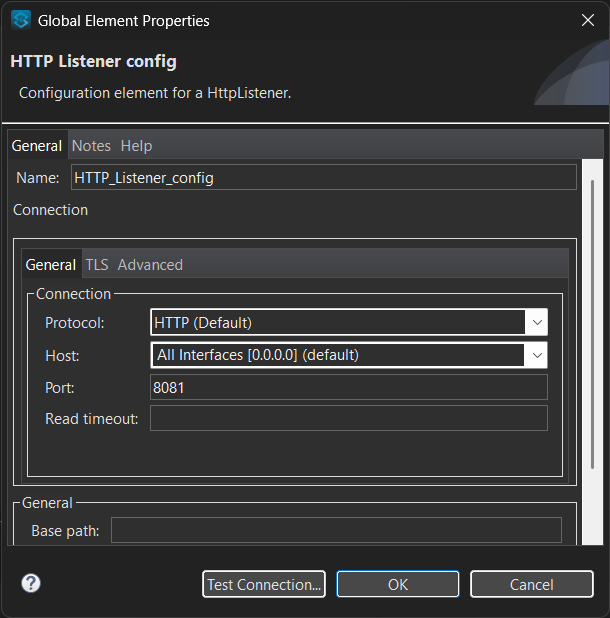 Global Element Properties
HTTP Listener config
Configuration element for a HttpListener.
General Notes Help
Name: HTTP_Listener_config
Connection
General TLS Advanced
Connection
Protocol: HTTP (Default)
Host: All Interfaces [0.0.0.0] (default)
Port: 8081
Read timeout:
General
Base path:
? Test Connection... OK Cancel